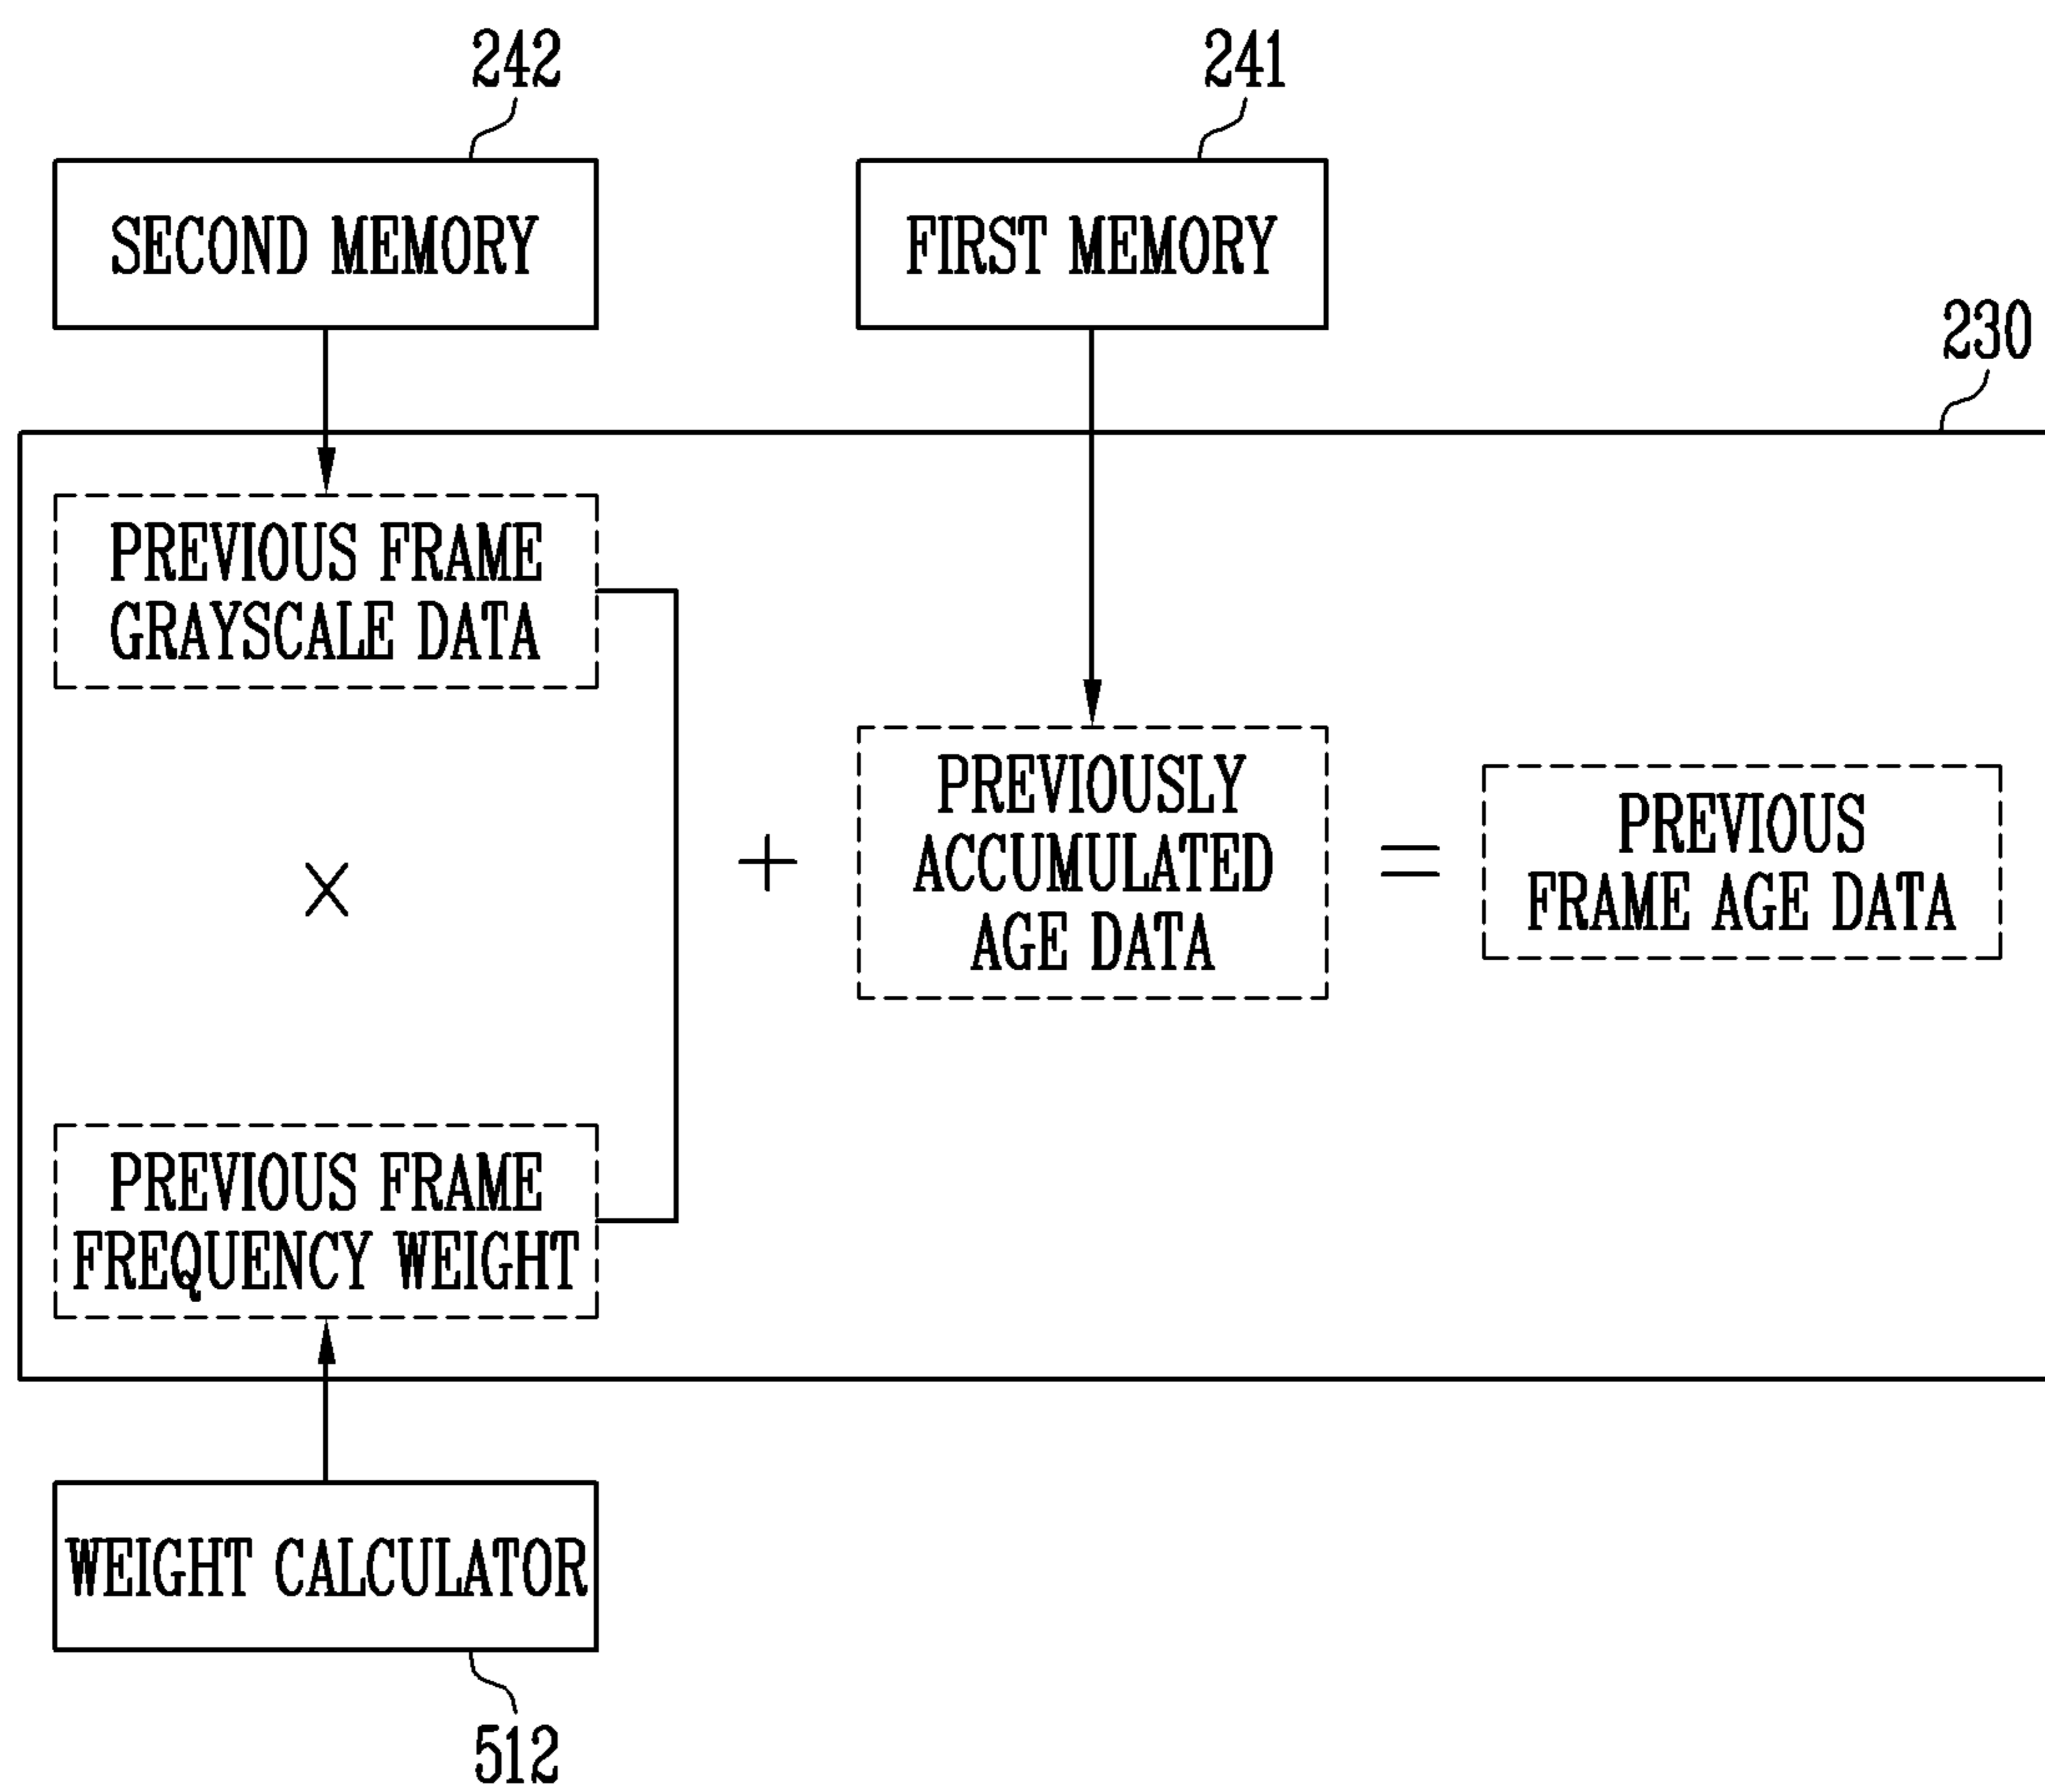 242
241
SECOND MEMORY
FIRST MEMORY
230
PREVIOUS FRAME
GRAYSCALE DATA
×
PREVIOUS FRAME
FREQUENCY WEIGHT
+
PREVIOUSLY
ACCUMULATED
AGE DATA
=
PREVIOUS
FRAME AGE DATA
WEIGHT CALCULATOR
512